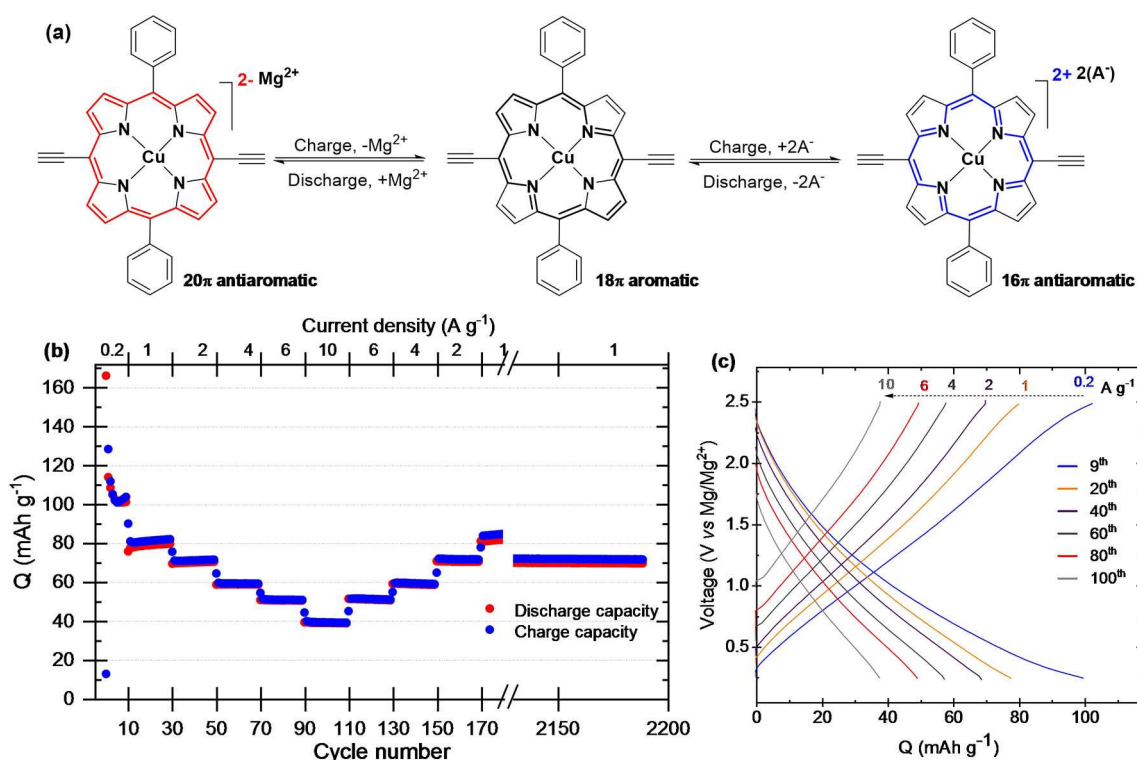 (a)
2- Mg²⁺
N N
Cu
N N
Charge, -Mg²⁺
Discharge, +Mg²⁺
20π antiaromatic
N N
Cu
N N
Charge, +2A⁻
Discharge, -2A⁻
18π aromatic
2+ 2(A⁻)
N N
Cu
N N
16π antiaromatic
Current density (A g⁻¹)
0.2 1 2 4 6 10 6 4 2 1 1
(b)
Q (mAh g⁻¹)
160
140
120
100
80
60
40
20
0
Discharge capacity
Charge capacity
10 30 50 70 90 110 130 150 170 2150 2200
Cycle number
(c)
10 6 4 2 1 0.2 A g⁻¹
Voltage (V vs Mg/Mg²⁺)
2.5
2.0
1.5
1.0
0.5
9th
20th
40th
60th
80th
100th
0 20 40 60 80 100
Q (mAh g⁻¹)